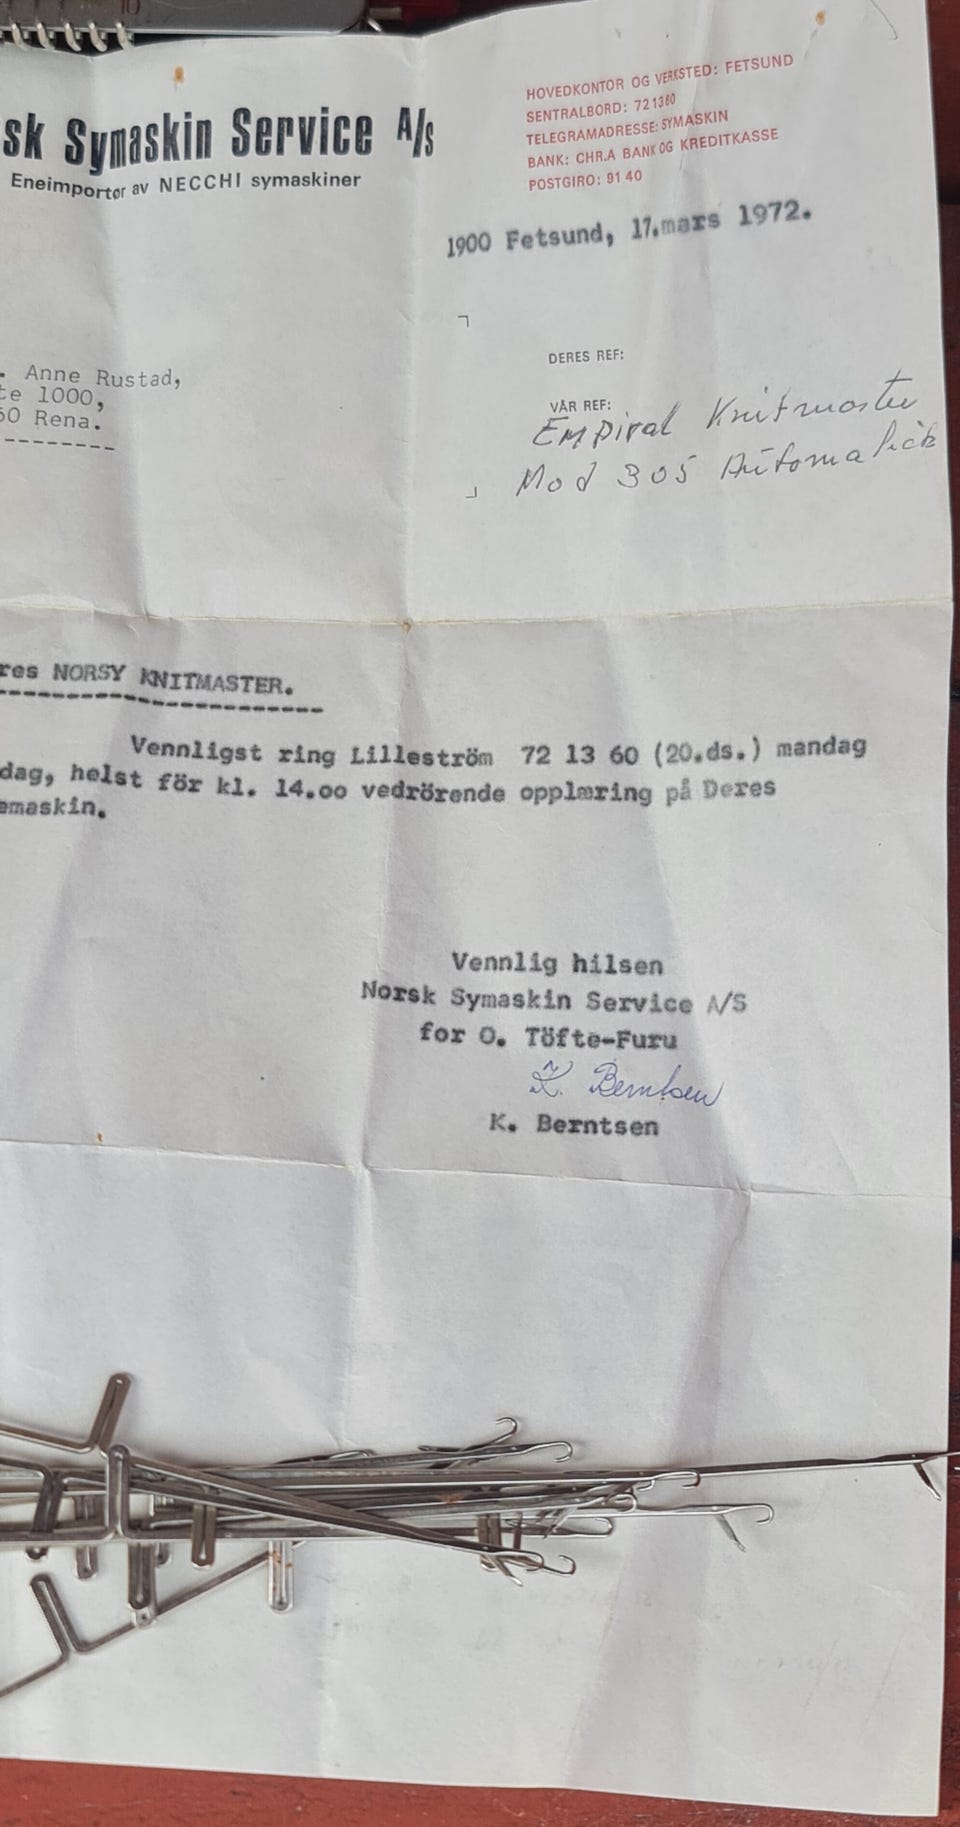 sk Symaskin Service A/s
Eneimportør av NECCHI symaskiner
HOVEDKONTOR OG VERKSTED: FETSUND
SENTRALBORD: 721360
TELEGRAMADRESSE: SYMASKIN
BANK: CHR.A BANK OG KREDITKASSE
POSTGIRO: 91 40
1900 Fetsund, 17.mars 1972.
. Anne Rustad,
te 1000,
60 Rena.
DERES REF:
VÅR REF:
Empiral Knitmaster
Mod 305 Automatick
res NORSY KNITMASTER.
Vennligst ring Lilleström 72 13 60 (20.ds.) mandag
dag, helst för kl. 14.oo vedrörende opplæring på Deres
emaskin.
Vennlig hilsen
Norsk Symaskin Service A/S
for O. Töfte-Furu
K. Berntsen
K. Berntsen